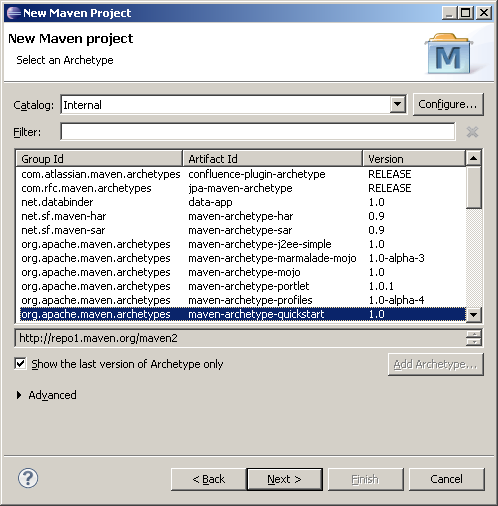 New Maven Project
New Maven project
Select an Archetype
M
Catalog: Internal Configure...
Filter:
Group Id Artifact Id Version
com.atlassian.maven.archetypes confluence-plugin-archetype RELEASE
com.rfc.maven.archetypes jpa-maven-archetype RELEASE
net.databinder data-app 1.0
net.sf.maven-har maven-archetype-har 0.9
net.sf.maven-sar maven-archetype-sar 0.9
org.apache.maven.archetypes maven-archetype-j2ee-simple 1.0
org.apache.maven.archetypes maven-archetype-marmalade-mojo 1.0-alpha-3
org.apache.maven.archetypes maven-archetype-mojo 1.0
org.apache.maven.archetypes maven-archetype-portlet 1.0.1
org.apache.maven.archetypes maven-archetype-profiles 1.0-alpha-4
org.apache.maven.archetypes maven-archetype-quickstart 1.0
http://repo1.maven.org/maven2
Show the last version of Archetype only Add Archetype...
Advanced
? < Back Next > Finish Cancel